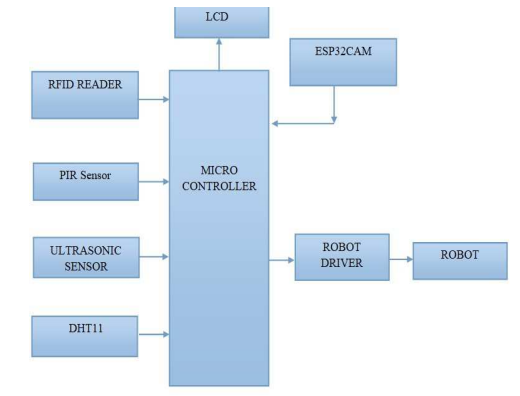 LCD
ESP32CAM
RFID READER
PIR Sensor
MICRO
CONTROLLER
ULTRASONIC
SENSOR
ROBOT
DRIVER
ROBOT
DHT11